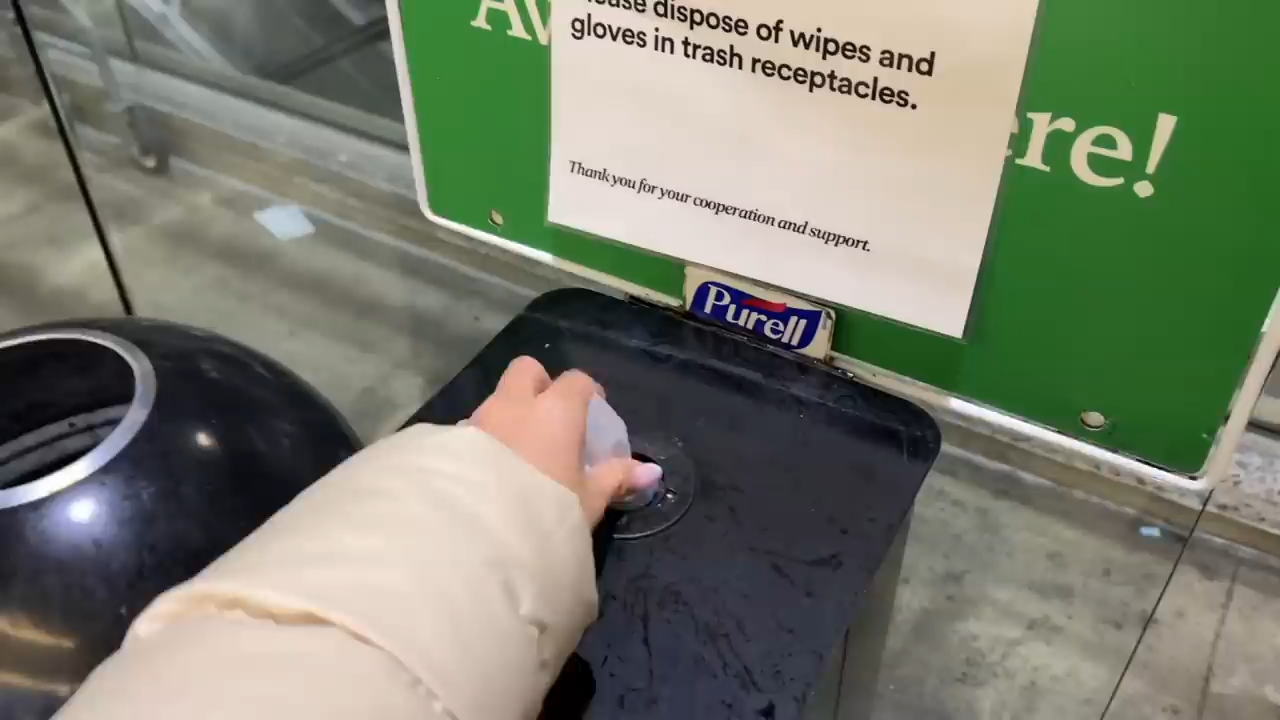 dispose of wipes and
gloves in trash receptacles.
Thank you for your cooperation and support.
Purell